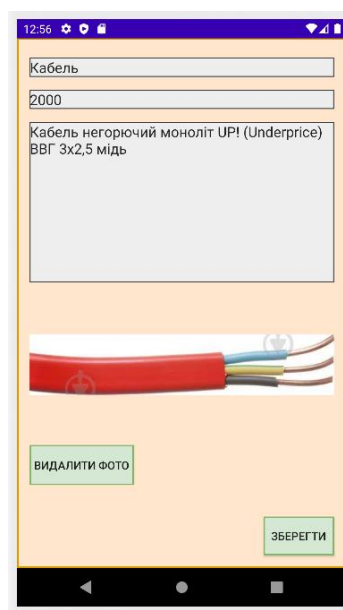 12:56
Кабель
2000
Кабель негорючий моноліт UP! (Underprice)
ВВГ 3х2,5 мідь
ВИДАЛИТИ ФОТО
ЗБЕРЕГТИ